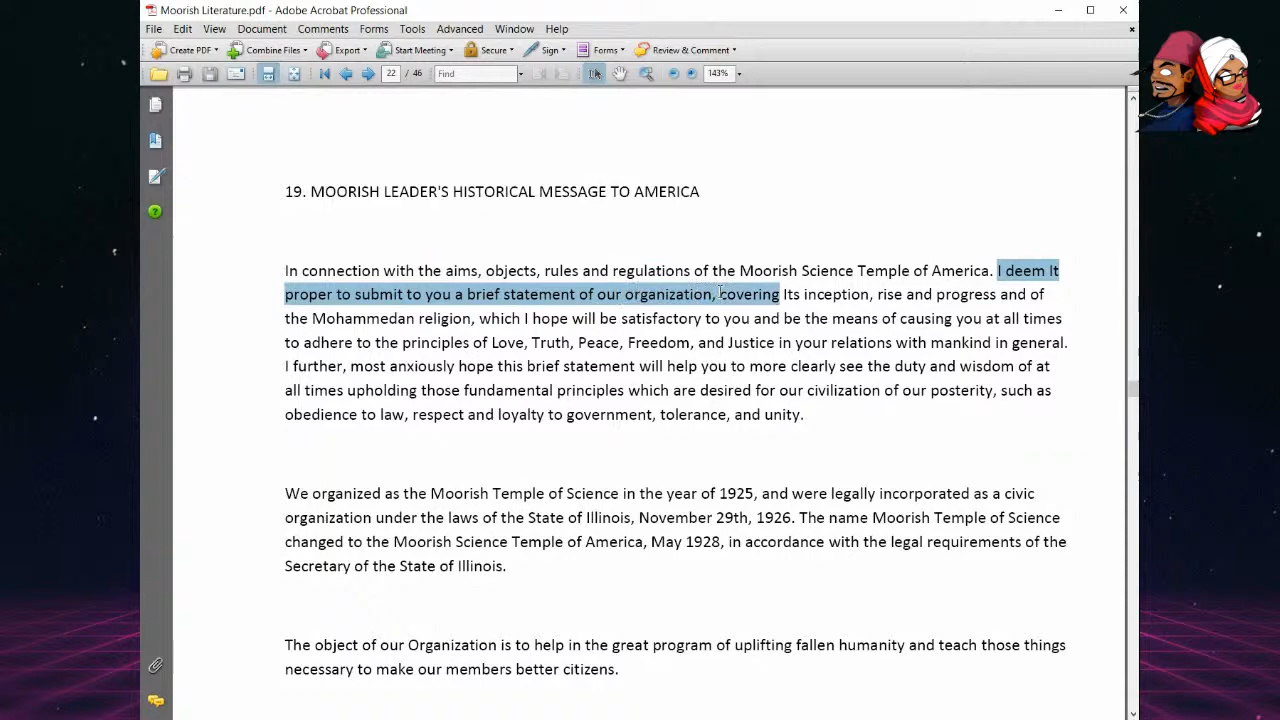 Moorish Literature.pdf - Adobe Acrobat Professional
File Edit View Document Comments Forms Tools Advanced Window Help
Create PDF Combine Files Export Start Meeting Secure Sign Forms Review & Comment
22 / 46 Find 143%
19. MOORISH LEADER'S HISTORICAL MESSAGE TO AMERICA
In connection with the aims, objects, rules and regulations of the Moorish Science Temple of America. I deem It
proper to submit to you a brief statement of our organization, covering Its inception, rise and progress and of
the Mohammedan religion, which I hope will be satisfactory to you and be the means of causing you at all times
to adhere to the principles of Love, Truth, Peace, Freedom, and Justice in your relations with mankind in general.
I further, most anxiously hope this brief statement will help you to more clearly see the duty and wisdom of at
all times upholding those fundamental principles which are desired for our civilization of our posterity, such as
obedience to law, respect and loyalty to government, tolerance, and unity.
We organized as the Moorish Temple of Science in the year of 1925, and were legally incorporated as a civic
organization under the laws of the State of Illinois, November 29th, 1926. The name Moorish Temple of Science
changed to the Moorish Science Temple of America, May 1928, in accordance with the legal requirements of the
Secretary of the State of Illinois.
The object of our Organization is to help in the great program of uplifting fallen humanity and teach those things
necessary to make our members better citizens.